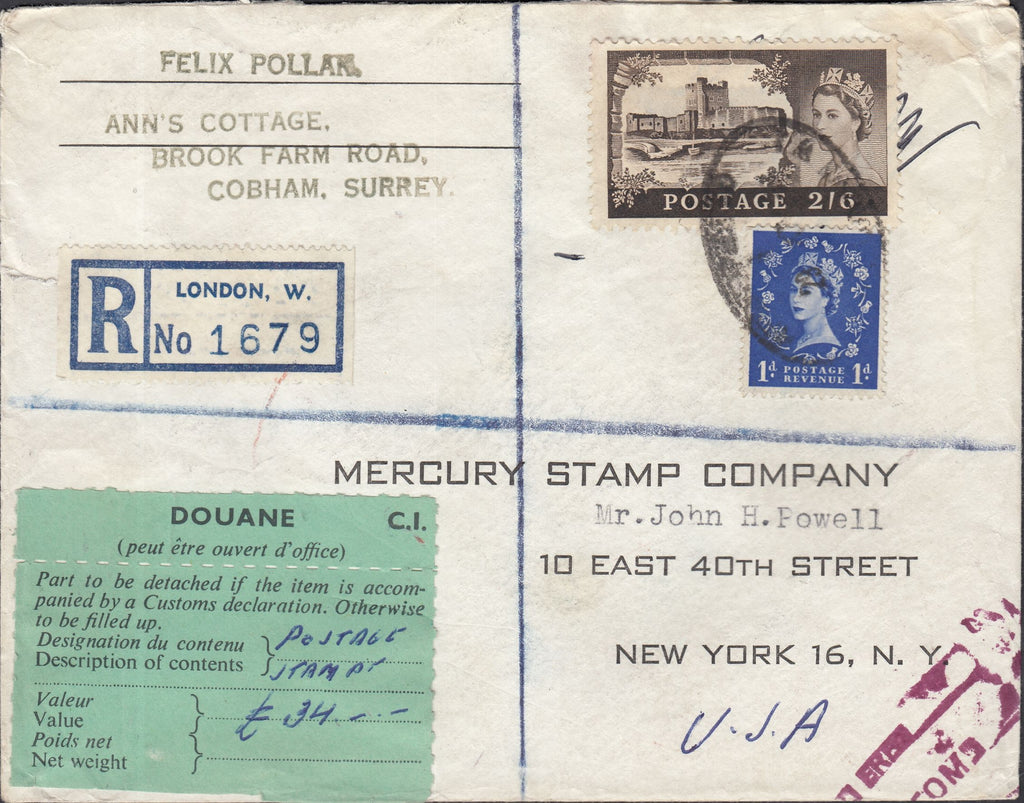 FELIX POLLAK,
ANN'S COTTAGE,
BROOK FARM ROAD,
COBHAM, SURREY.
POSTAGE 2/6
1d POSTAGE REVENUE 1d
R LONDON, W.
No 1679
MERCURY STAMP COMPANY
Mr. John H. Powell
10 EAST 40TH STREET
NEW YORK 16, N. Y.
U.S.A
DOUANE C.I.
(peut être ouvert d'office)
Part to be detached if the item is accom-
panied by a Customs declaration. Otherwise
to be filled up.
Designation du contenu
Description of contents
POSTAGE
STAMPS
Valeur
Value
£ 34 - -
Poids net
Net weight